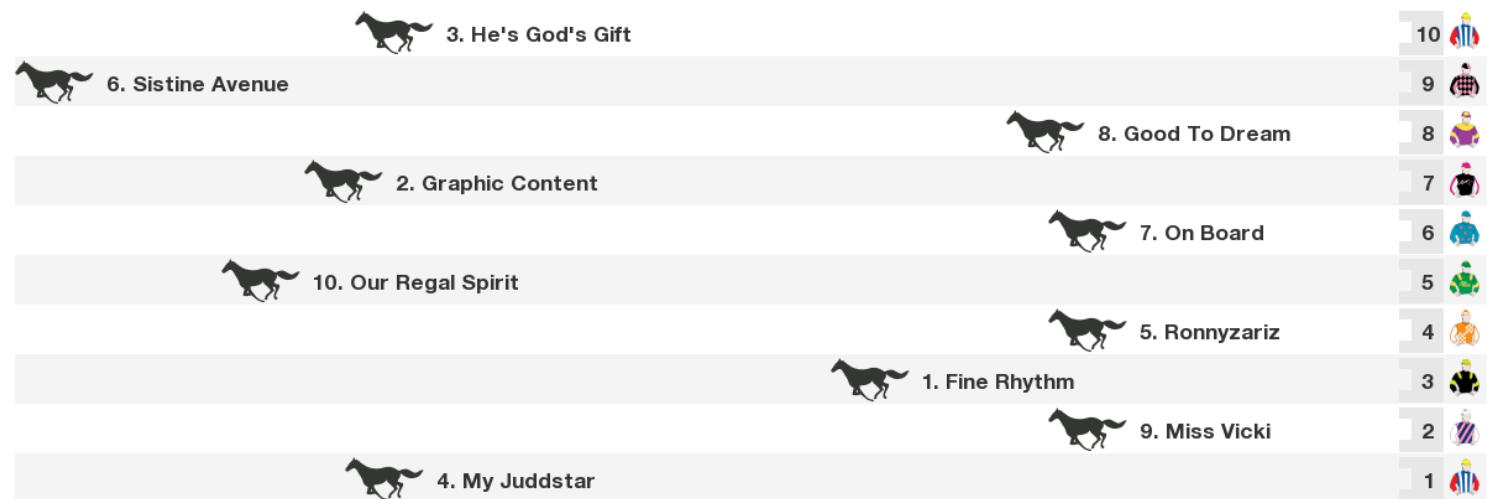 3. He's God's Gift 10
6. Sistine Avenue 9
8. Good To Dream 8
2. Graphic Content 7
7. On Board 6
10. Our Regal Spirit 5
5. Ronnyzariz 4
1. Fine Rhythm 3
9. Miss Vicki 2
4. My Juddstar 1